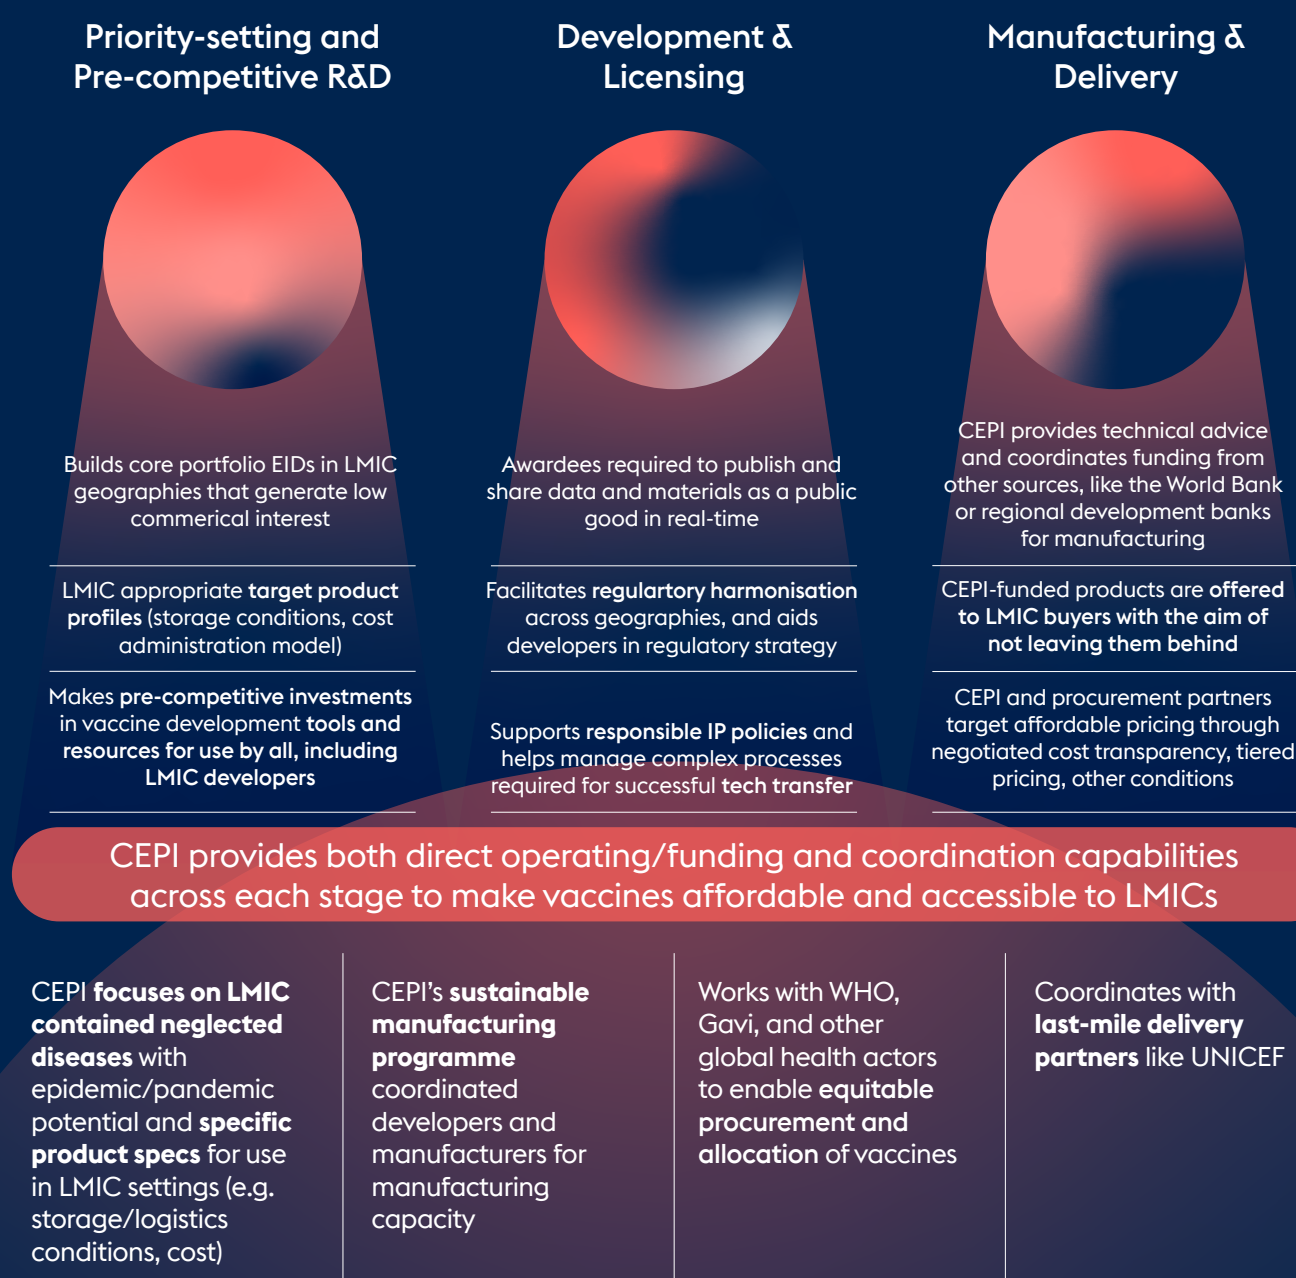 Priority-setting and
Pre-competitive R&D
Builds core portfolio EIDs in LMIC
geographies that generate low
commerical interest
LMIC appropriate target product
profiles (storage conditions, cost
administration model)
Makes pre-competitive investments
in vaccine development tools and
resources for use by all, including
LMIC developers
Development &
Licensing
Awardees required to publish and
share data and materials as a public
good in real-time
Facilitates regulartory harmonisation
across geographies, and aids
developers in regulatory strategy
Supports responsible IP policies and
helps manage complex processes
required for successful tech transfer
Manufacturing &
Delivery
CEPI provides technical advice
and coordinates funding from
other sources, like the World Bank
or regional development banks
for manufacturing
CEPI-funded products are offered
to LMIC buyers with the aim of
not leaving them behind
CEPI and procurement partners
target affordable pricing through
negotiated cost transparency, tiered
pricing, other conditions
CEPI provides both direct operating/funding and coordination capabilities
across each stage to make vaccines affordable and accessible to LMICs
CEPI focuses on LMIC
contained neglected
diseases with
epidemic/pandemic
potential and specific
product specs for use
in LMIC settings (e.g.
storage/logistics
conditions, cost)
CEPI’s sustainable
manufacturing
programme
coordinated
developers and
manufacturers for
manufacturing
capacity
Works with WHO,
Gavi, and other
global health actors
to enable equitable
procurement and
allocation of vaccines
Coordinates with
last-mile delivery
partners like UNICEF